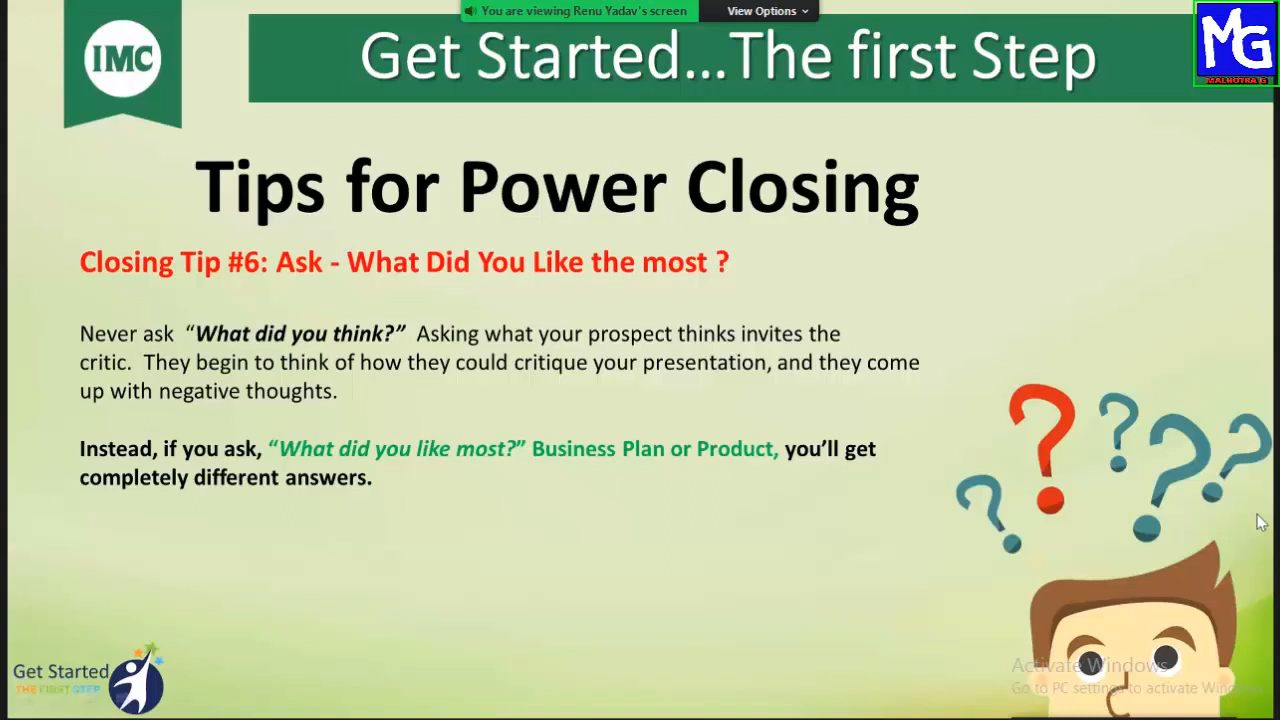 You are viewing Renu Yadav's screen
View Options
IMC
Get Started...The first Step
MG
MALHOTRA G
Tips for Power Closing
Closing Tip #6: Ask - What Did You Like the most ?
Never ask “What did you think?” Asking what your prospect thinks invites the
critic. They begin to think of how they could critique your presentation, and they come
up with negative thoughts.
Instead, if you ask, “What did you like most?” Business Plan or Product, you’ll get
completely different answers.
Get Started
THE FIRST STEP
Activate Windows
Go to PC settings to activate Windows.